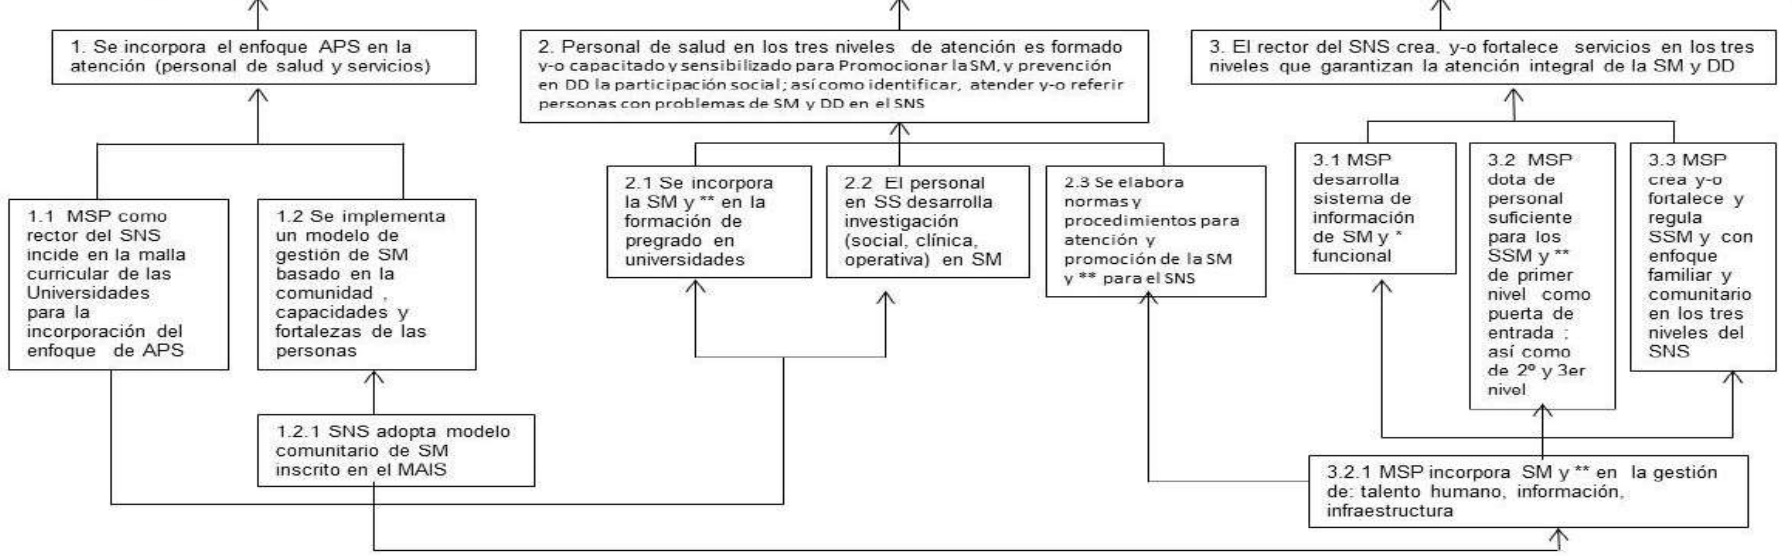 1. Se incorpora el enfoque APS en la
atención (personal de salud y servicios)
2. Personal de salud en los tres niveles de atención es formado
y-o capacitado y sensibilizado para Promocionar la SM, y prevención
en DD la participación social; así como identificar, atender y-o referir
personas con problemas de SM y DD en el SNS
3. El rector del SNS crea, y-o fortalece servicios en los tres
niveles que garantizan la atención integral de la SM y DD
1.1 MSP como
rector del SNS
incide en la malla
curricular de las
Universidades
para la
incorporación del
enfoque de APS
1.2 Se implementa
un modelo de
gestión de SM
basado en la
comunidad ,
capacidades y
fortalezas de las
personas
2.1 Se incorpora
la SM y ** en la
formación de
pregrado en
universidades
2.2 El personal
en SS desarrolla
investigación
(social, clínica,
operativa) en SM
2.3 Se elabora
normas y
procedimientos para
atención y
promoción de la SM
y ** para el SNS
3.1 MSP
desarrolla
sistema de
información
de SM y *
funcional
3.2 MSP
dota de
personal
suficiente
para los
SSM y **
de primer
nivel como
puerta de
entrada ;
así como
de 2º y 3er
nivel
3.3 MSP
crea y-o
fortalece y
regula
SSM y con
enfoque
familiar y
comunitario
en los tres
niveles del
SNS
1.2.1 SNS adopta modelo
comunitario de SM
inscrito en el MAIS
3.2.1 MSP incorpora SM y ** en la gestión
de: talento humano, información,
infraestructura